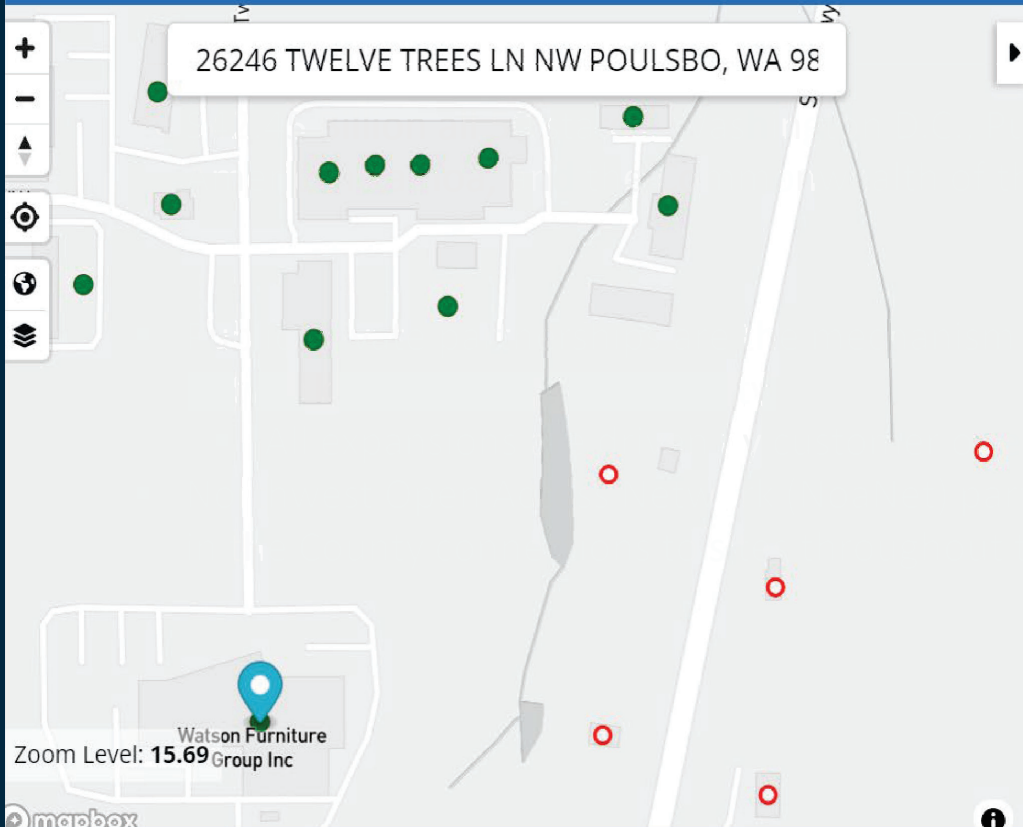 26246 TWELVE TREES LN NW POULSBO, WA 98
Watson Furniture
Group Inc
Zoom Level: 15.69
mapbox